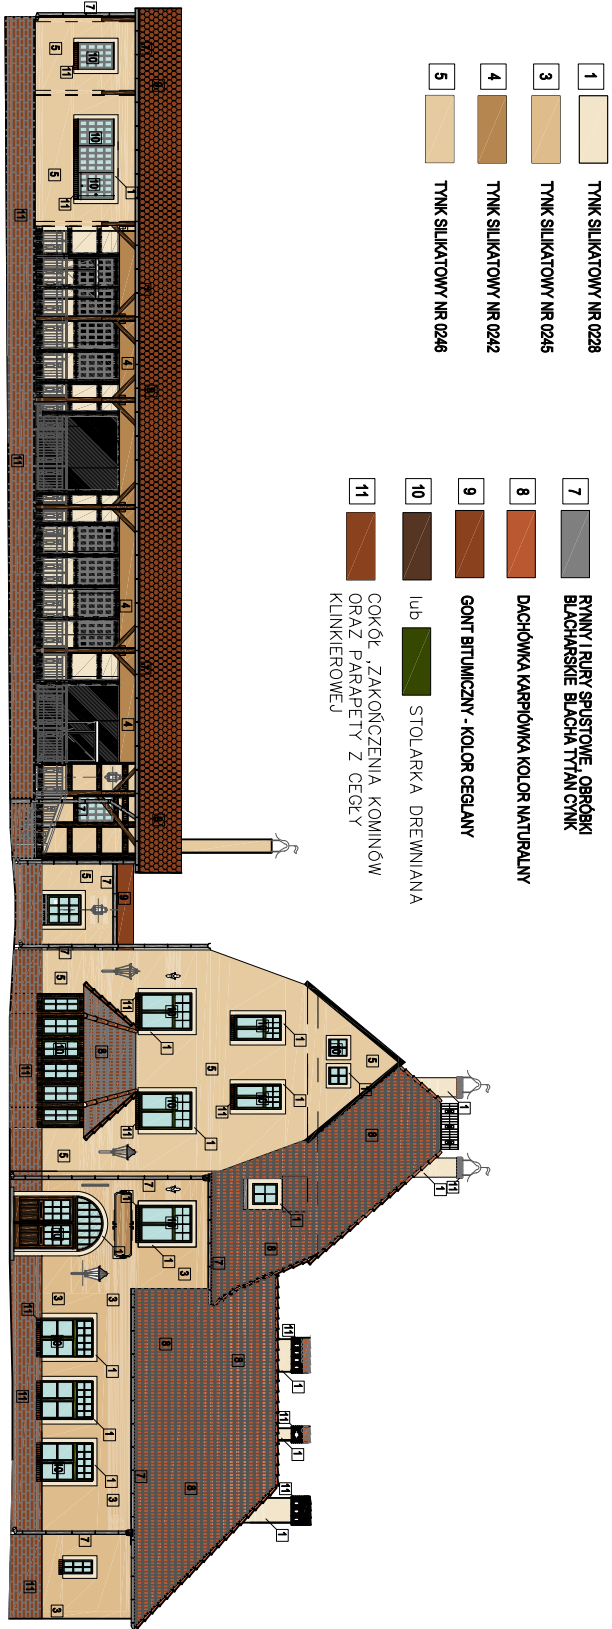 1 TYNK SILIKATOWY NR 0228
3 TYNK SILIKATOWY NR 0245
4 TYNK SILIKATOWY NR 0242
5 TYNK SILIKATOWY NR 0246
7 RYNNY I RURY SPUSTOWE, OBRÓBKI
BLACHARSKIE BLACHA TYTAN CYNK
8 DACHÓWKA KARPIÓWKA KOLOR NATURALNY
9 GONT BITUMICZNY - KOLOR CEGLANY
10 lub STOLARKA DREWNIANA
11 COKÓŁ ,ZAKOŃCZENIA KOMINÓW
ORAZ PARAPETY Z CEGŁY
KLINKIEROWEJ